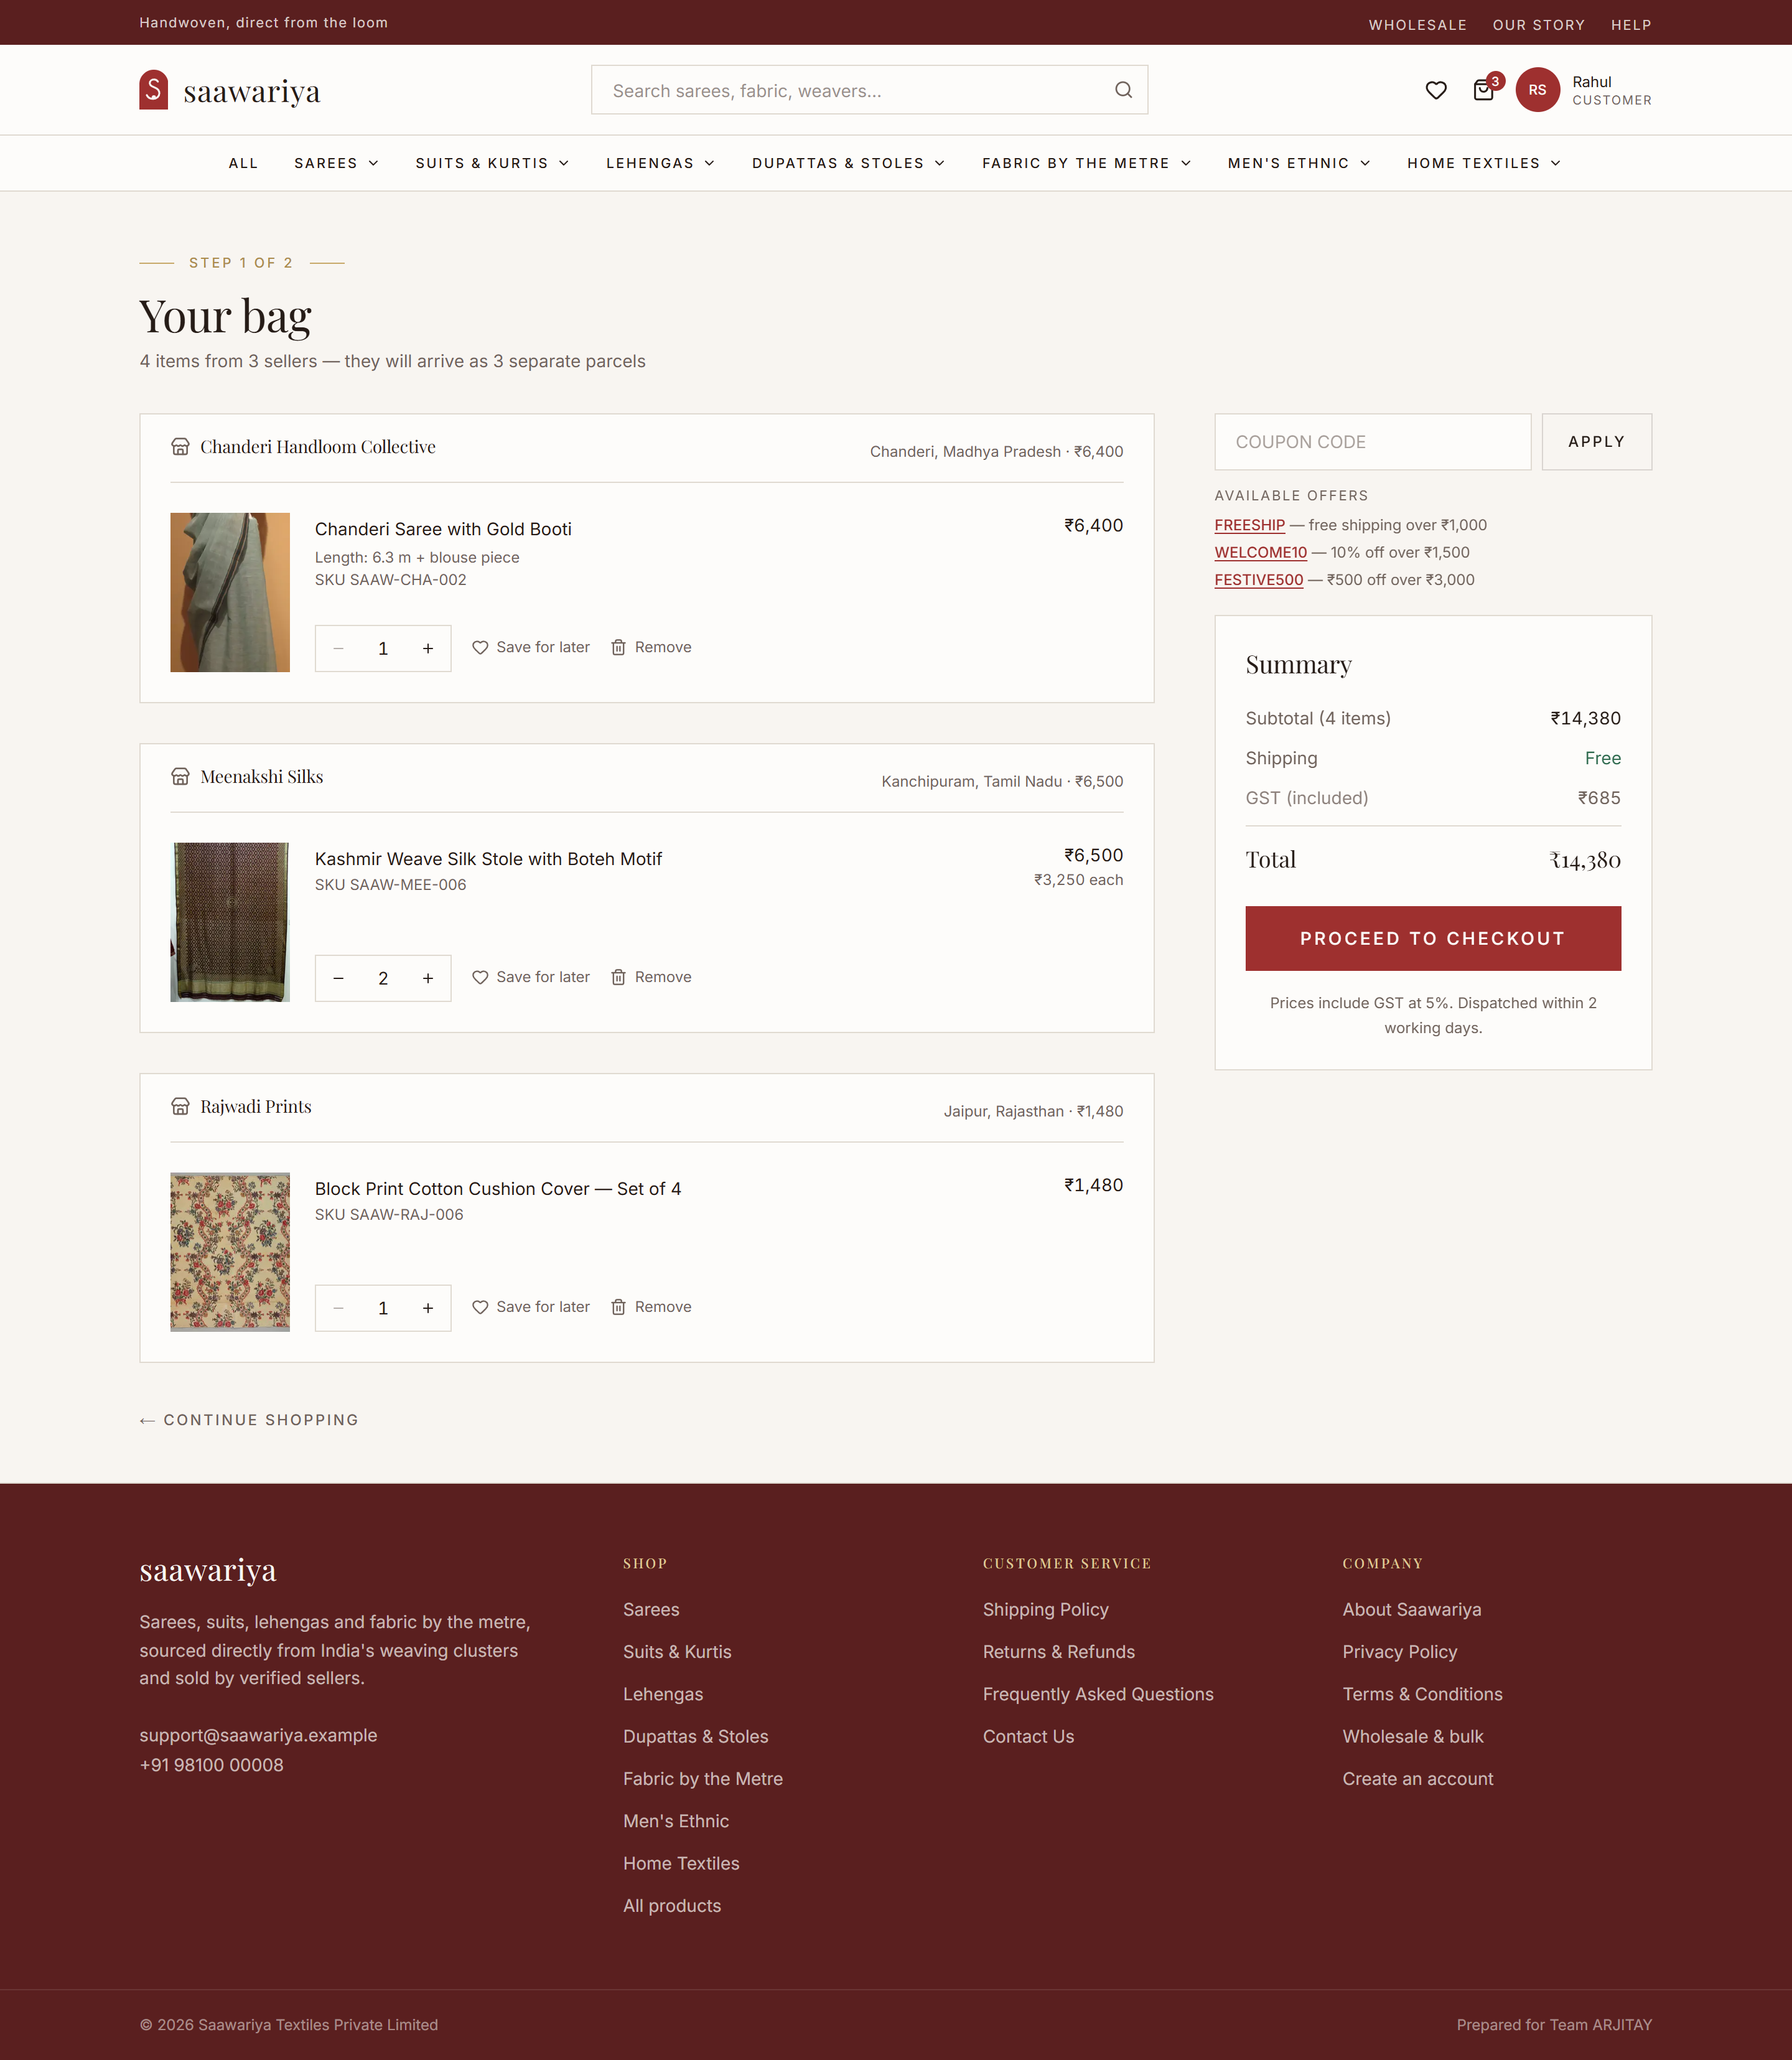 Handwoven, direct from the loom
WHOLESALE OUR STORY HELP
S saawariya
Search sarees, fabric, weavers...
3
RS
Rahul
CUSTOMER
ALL SAREES SUITS & KURTIS LEHENGAS DUPATTAS & STOLES FABRIC BY THE METRE MEN'S ETHNIC HOME TEXTILES
STEP 1 OF 2
Your bag
4 items from 3 sellers — they will arrive as 3 separate parcels
Chanderi Handloom Collective
Chanderi, Madhya Pradesh · ₹6,400
Chanderi Saree with Gold Booti
₹6,400
Length: 6.3 m + blouse piece
SKU SAAW-CHA-002
− 1 + Save for later Remove
Meenakshi Silks
Kanchipuram, Tamil Nadu · ₹6,500
Kashmir Weave Silk Stole with Boteh Motif
₹6,500
SKU SAAW-MEE-006
₹3,250 each
− 2 + Save for later Remove
Rajwadi Prints
Jaipur, Rajasthan · ₹1,480
Block Print Cotton Cushion Cover — Set of 4
₹1,480
SKU SAAW-RAJ-006
− 1 + Save for later Remove
← CONTINUE SHOPPING
COUPON CODE
APPLY
AVAILABLE OFFERS
FREESHIP — free shipping over ₹1,000
WELCOME10 — 10% off over ₹1,500
FESTIVE500 — ₹500 off over ₹3,000
Summary
Subtotal (4 items) ₹14,380
Shipping Free
GST (included) ₹685
Total ₹14,380
PROCEED TO CHECKOUT
Prices include GST at 5%. Dispatched within 2
working days.
saawariya
Sarees, suits, lehengas and fabric by the metre,
sourced directly from India's weaving clusters
and sold by verified sellers.
support@saawariya.example
+91 98100 00008
SHOP
Sarees
Suits & Kurtis
Lehengas
Dupattas & Stoles
Fabric by the Metre
Men's Ethnic
Home Textiles
All products
CUSTOMER SERVICE
Shipping Policy
Returns & Refunds
Frequently Asked Questions
Contact Us
COMPANY
About Saawariya
Privacy Policy
Terms & Conditions
Wholesale & bulk
Create an account
© 2026 Saawariya Textiles Private Limited
Prepared for Team ARJITAY